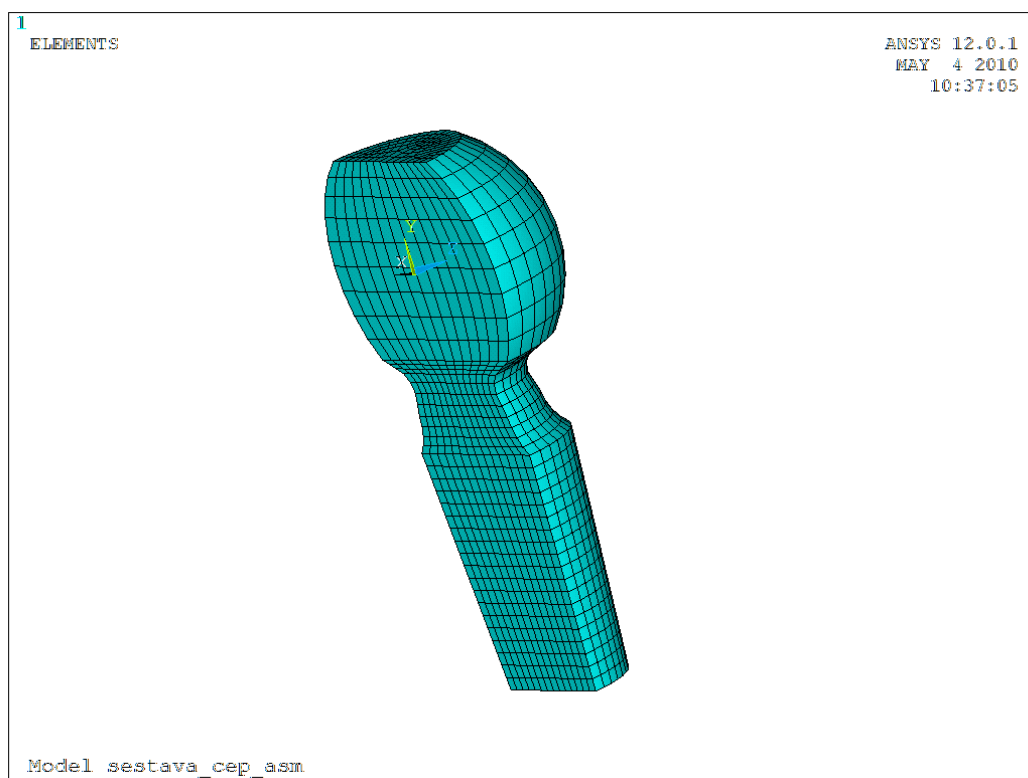 1
ELEMENTS
ANSYS 12.0.1
MAY 4 2010
10:37:05
Y
X
Z
Model sestava_cep_asm